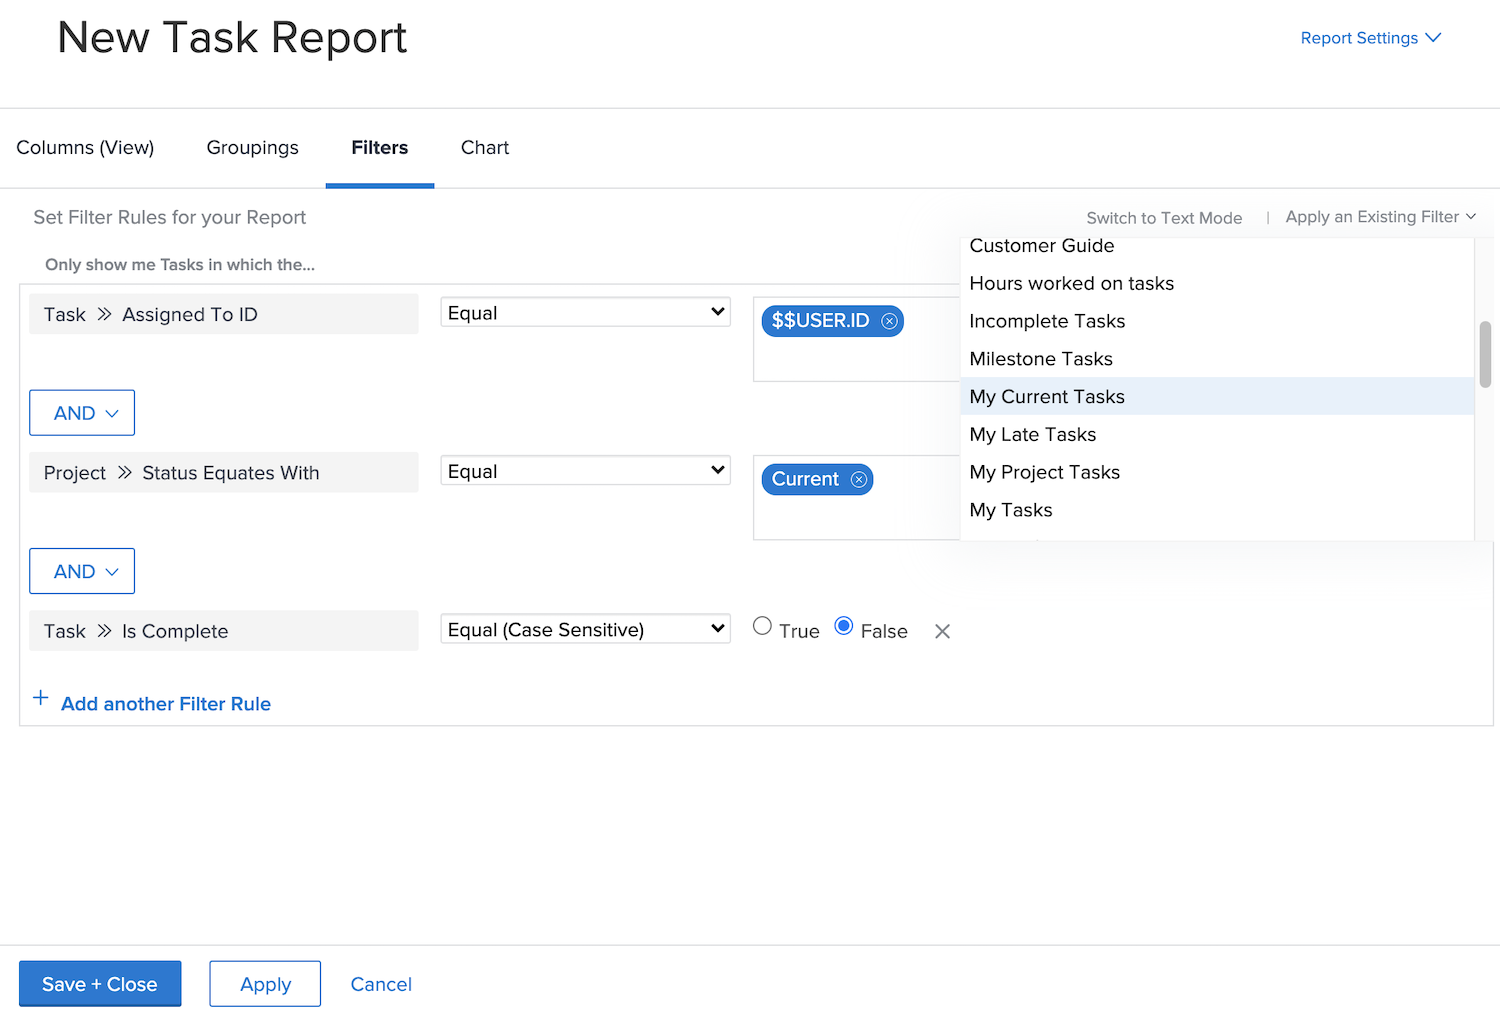 New Task Report
Report Settings
Columns (View) Groupings Filters Chart
Set Filter Rules for your Report
Switch to Text Mode | Apply an Existing Filter
Only show me Tasks in which the...
Customer Guide
Hours worked on tasks
Incomplete Tasks
Milestone Tasks
My Current Tasks
My Late Tasks
My Project Tasks
My Tasks
Task » Assigned To ID Equal $$USER.ID
AND
Project » Status Equates With Equal Current
AND
Task » Is Complete Equal (Case Sensitive) True False
+ Add another Filter Rule
Save + Close Apply Cancel